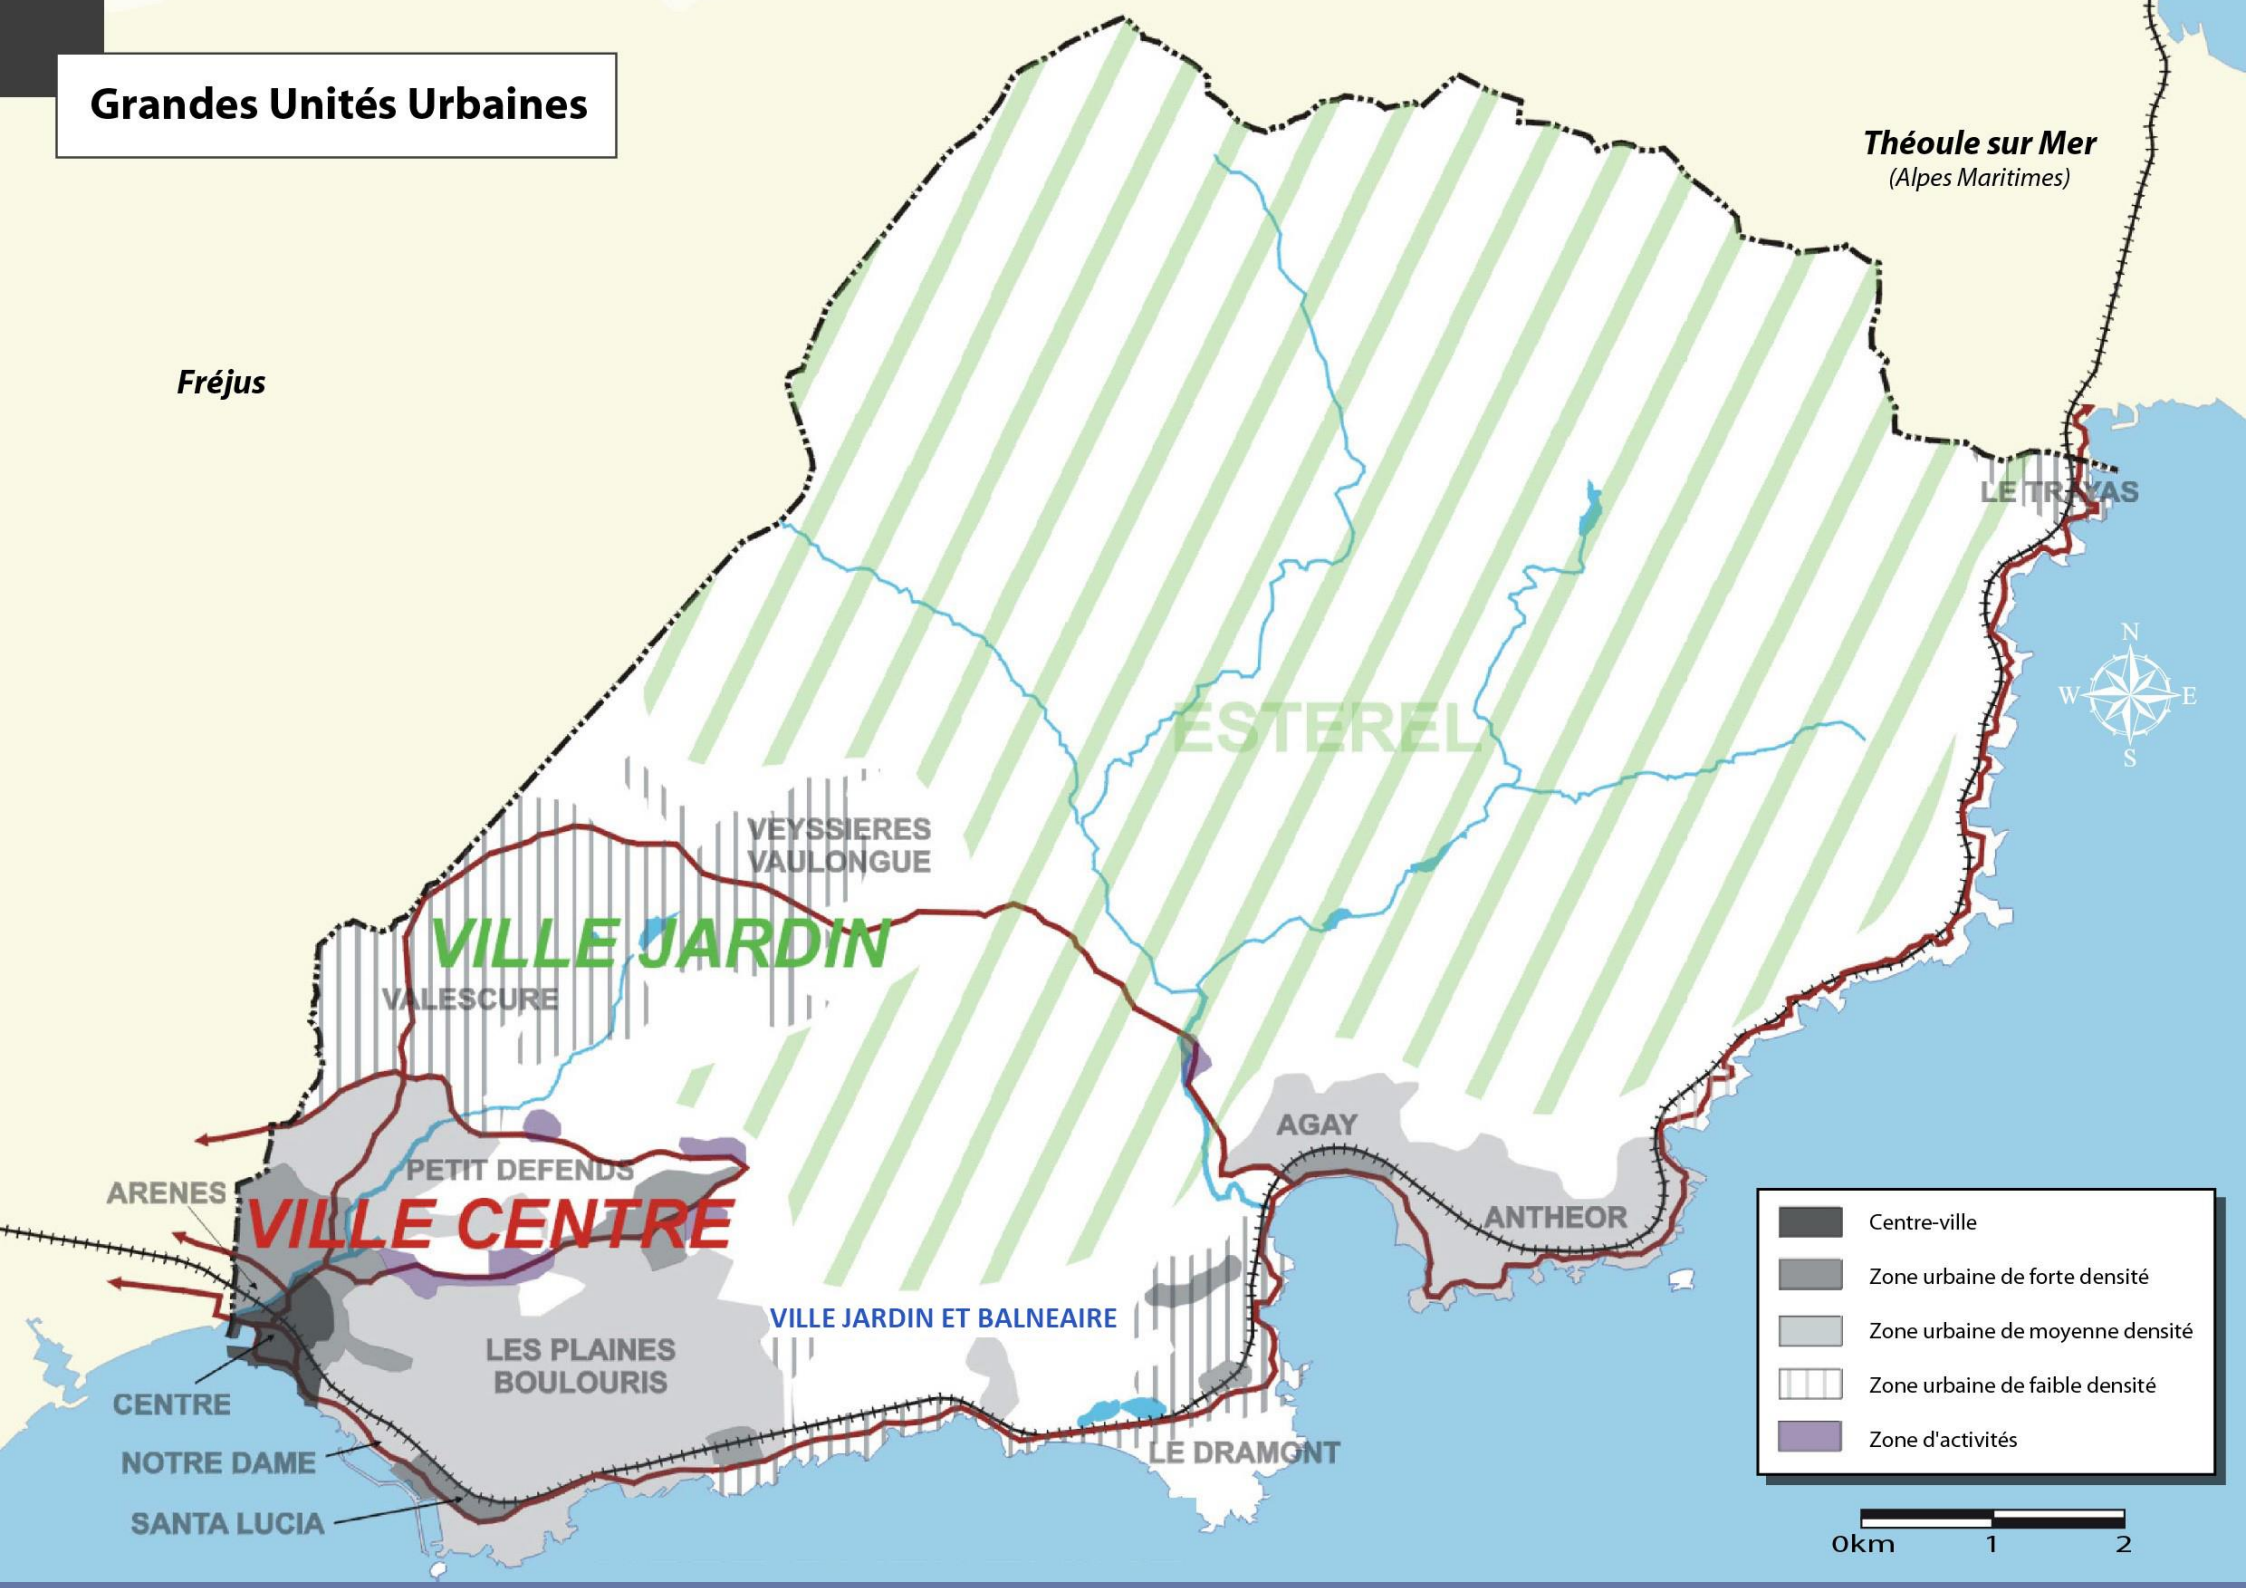 Grandes Unités Urbaines
Théoule sur Mer
(Alpes Maritimes)
Fréjus
LE TRAYAS
N
W
E
S
ESTEREL
VEYSSIERES
VAULONGUE
VILLE JARDIN
VALESCURE
AGAY
PETIT DEFENDS
ARENES
VILLE CENTRE
ANTHEOR
VILLE JARDIN ET BALNEAIRE
LES PLAINES
BOULOURIS
CENTRE
NOTRE DAME
LE DRAMONT
SANTA LUCIA
Centre-ville
Zone urbaine de forte densité
Zone urbaine de moyenne densité
Zone urbaine de faible densité
Zone d'activités
0km 1 2